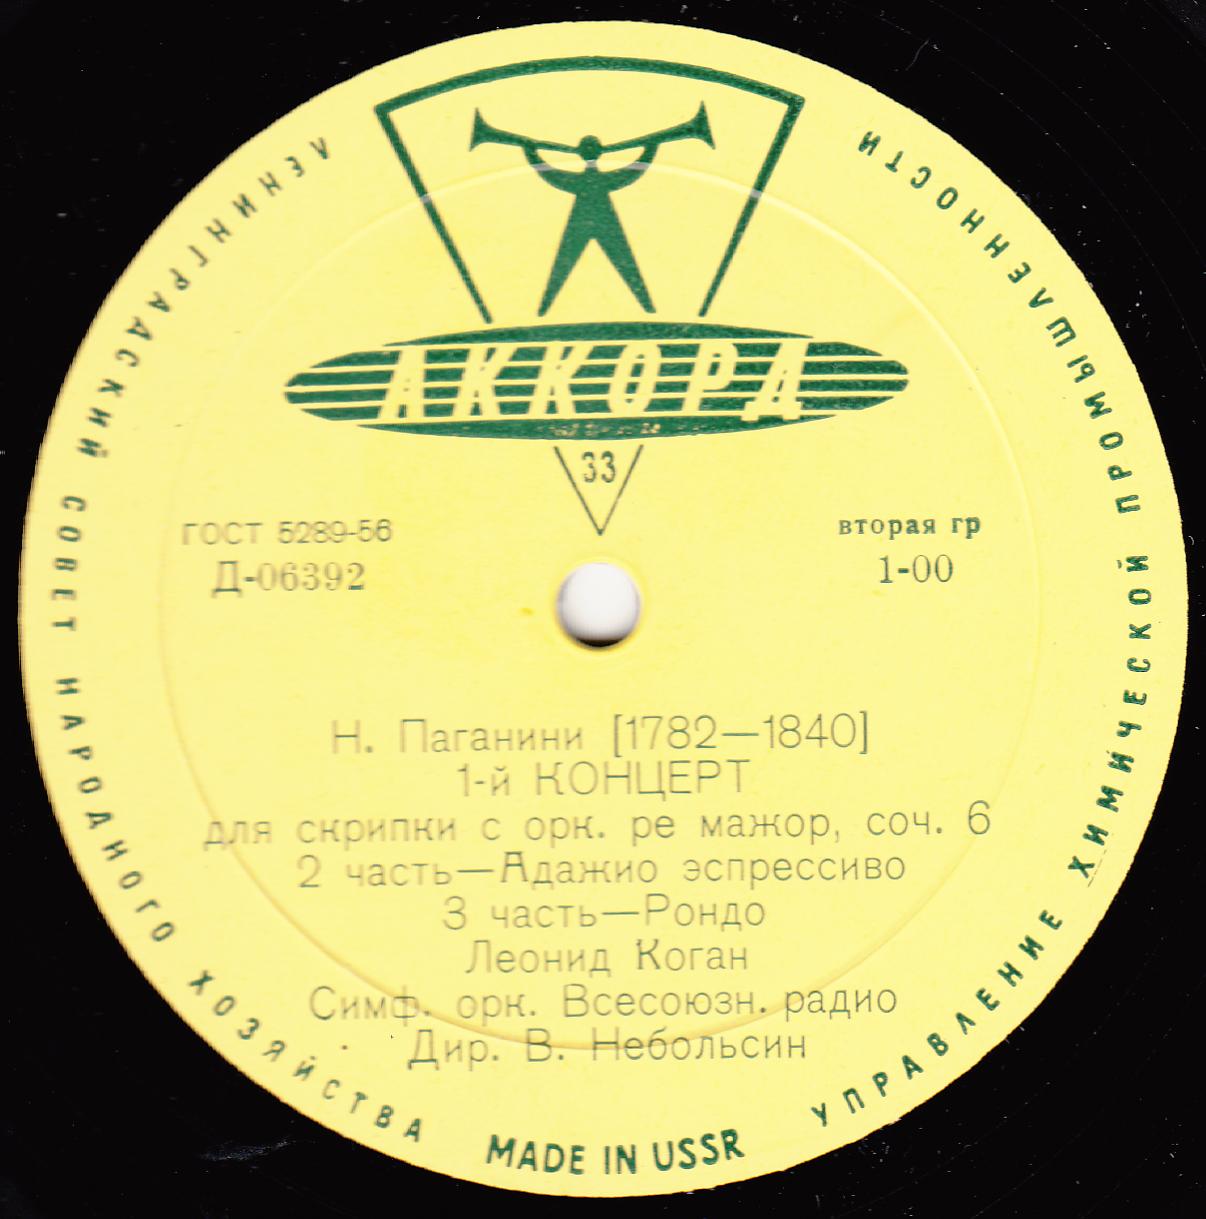 ЛЕНИНГРАДСКИЙ СОВЕТ НАРОДНОГО ХОЗЯЙСТВА
УПРАВЛЕНИЕ ХИМИЧЕСКОЙ ПРОМЫШЛЕННОСТИ
АККОРД
33
ГОСТ 5289-56
Д-06392
вторая гр
1-00
Н. Паганини [1782—1840]
1-й КОНЦЕРТ
для скрипки с орк. ре мажор, соч. 6
2 часть—Адажио эспрессиво
3 часть—Рондо
Леонид Коган
Симф. орк. Всесоюзн. радио
Дир. В. Небольсин
MADE IN USSR